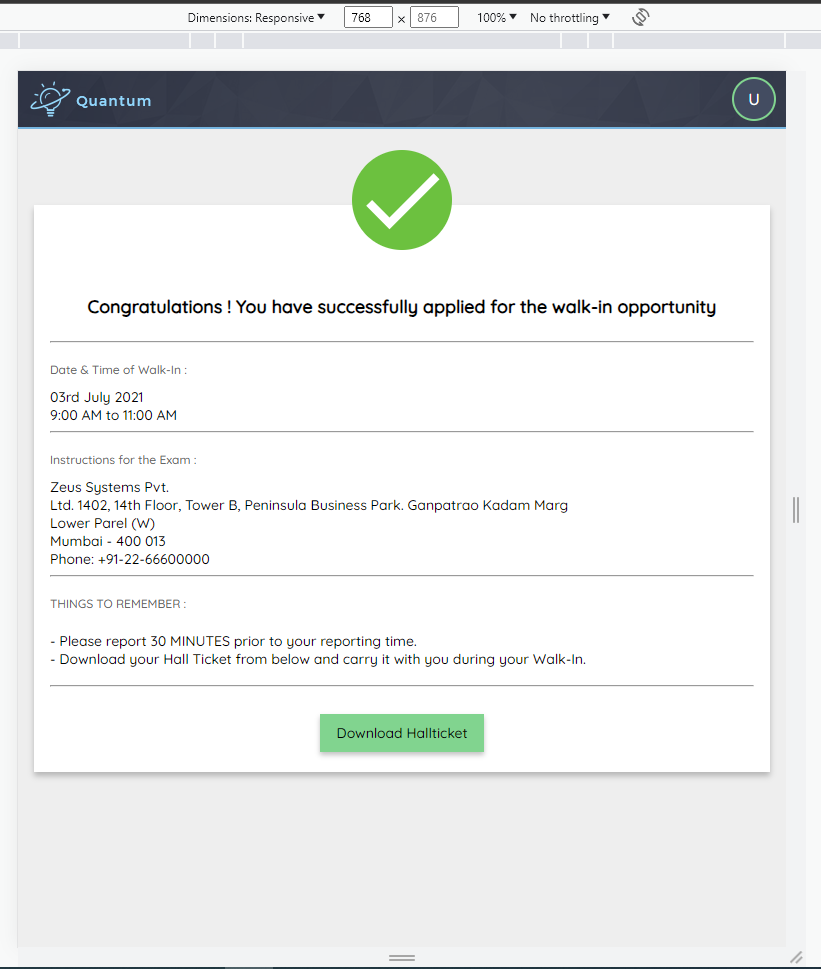 Dimensions: Responsive 768 x 876 100% No throttling
Quantum
U
Congratulations ! You have successfully applied for the walk-in opportunity
Date & Time of Walk-In :
03rd July 2021
9:00 AM to 11:00 AM
Instructions for the Exam :
Zeus Systems Pvt.
Ltd. 1402, 14th Floor, Tower B, Peninsula Business Park. Ganpatrao Kadam Marg
Lower Parel (W)
Mumbai - 400 013
Phone: +91-22-66600000
THINGS TO REMEMBER :
- Please report 30 MINUTES prior to your reporting time.
- Download your Hall Ticket from below and carry it with you during your Walk-In.
Download Hallticket